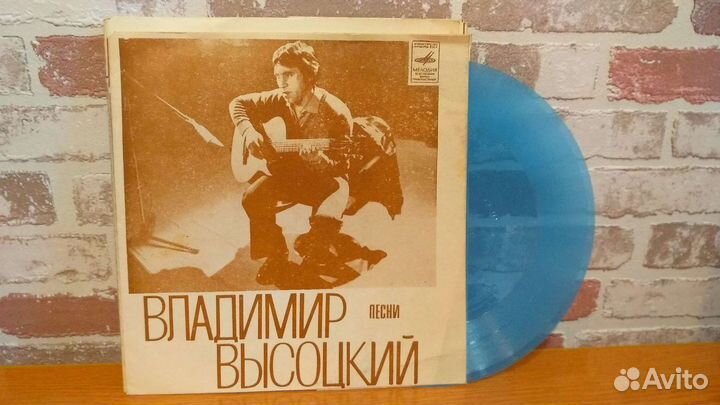 МЕЛОДИЯ
ВЛАДИМИР
ПЕСНИ
ВЫСОЦКИЙ
Avito